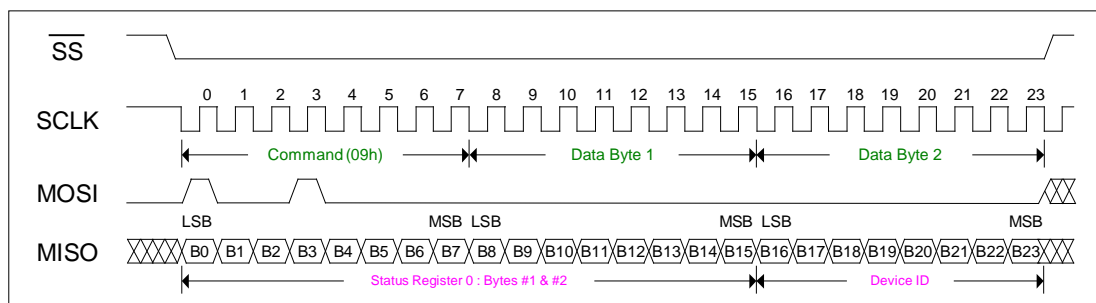 SS
0 1 2 3 4 5 6 7 8 9 10 11 12 13 14 15 16 17 18 19 20 21 22 23
SCLK
Command (09h) Data Byte 1 Data Byte 2
MOSI
LSB MSB LSB MSB LSB MSB
MISO B0 B1 B2 B3 B4 B5 B6 B7 B8 B9 B10 B11 B12 B13 B14 B15 B16 B17 B18 B19 B20 B21 B22 B23
Status Register 0 : Bytes #1 & #2 Device ID